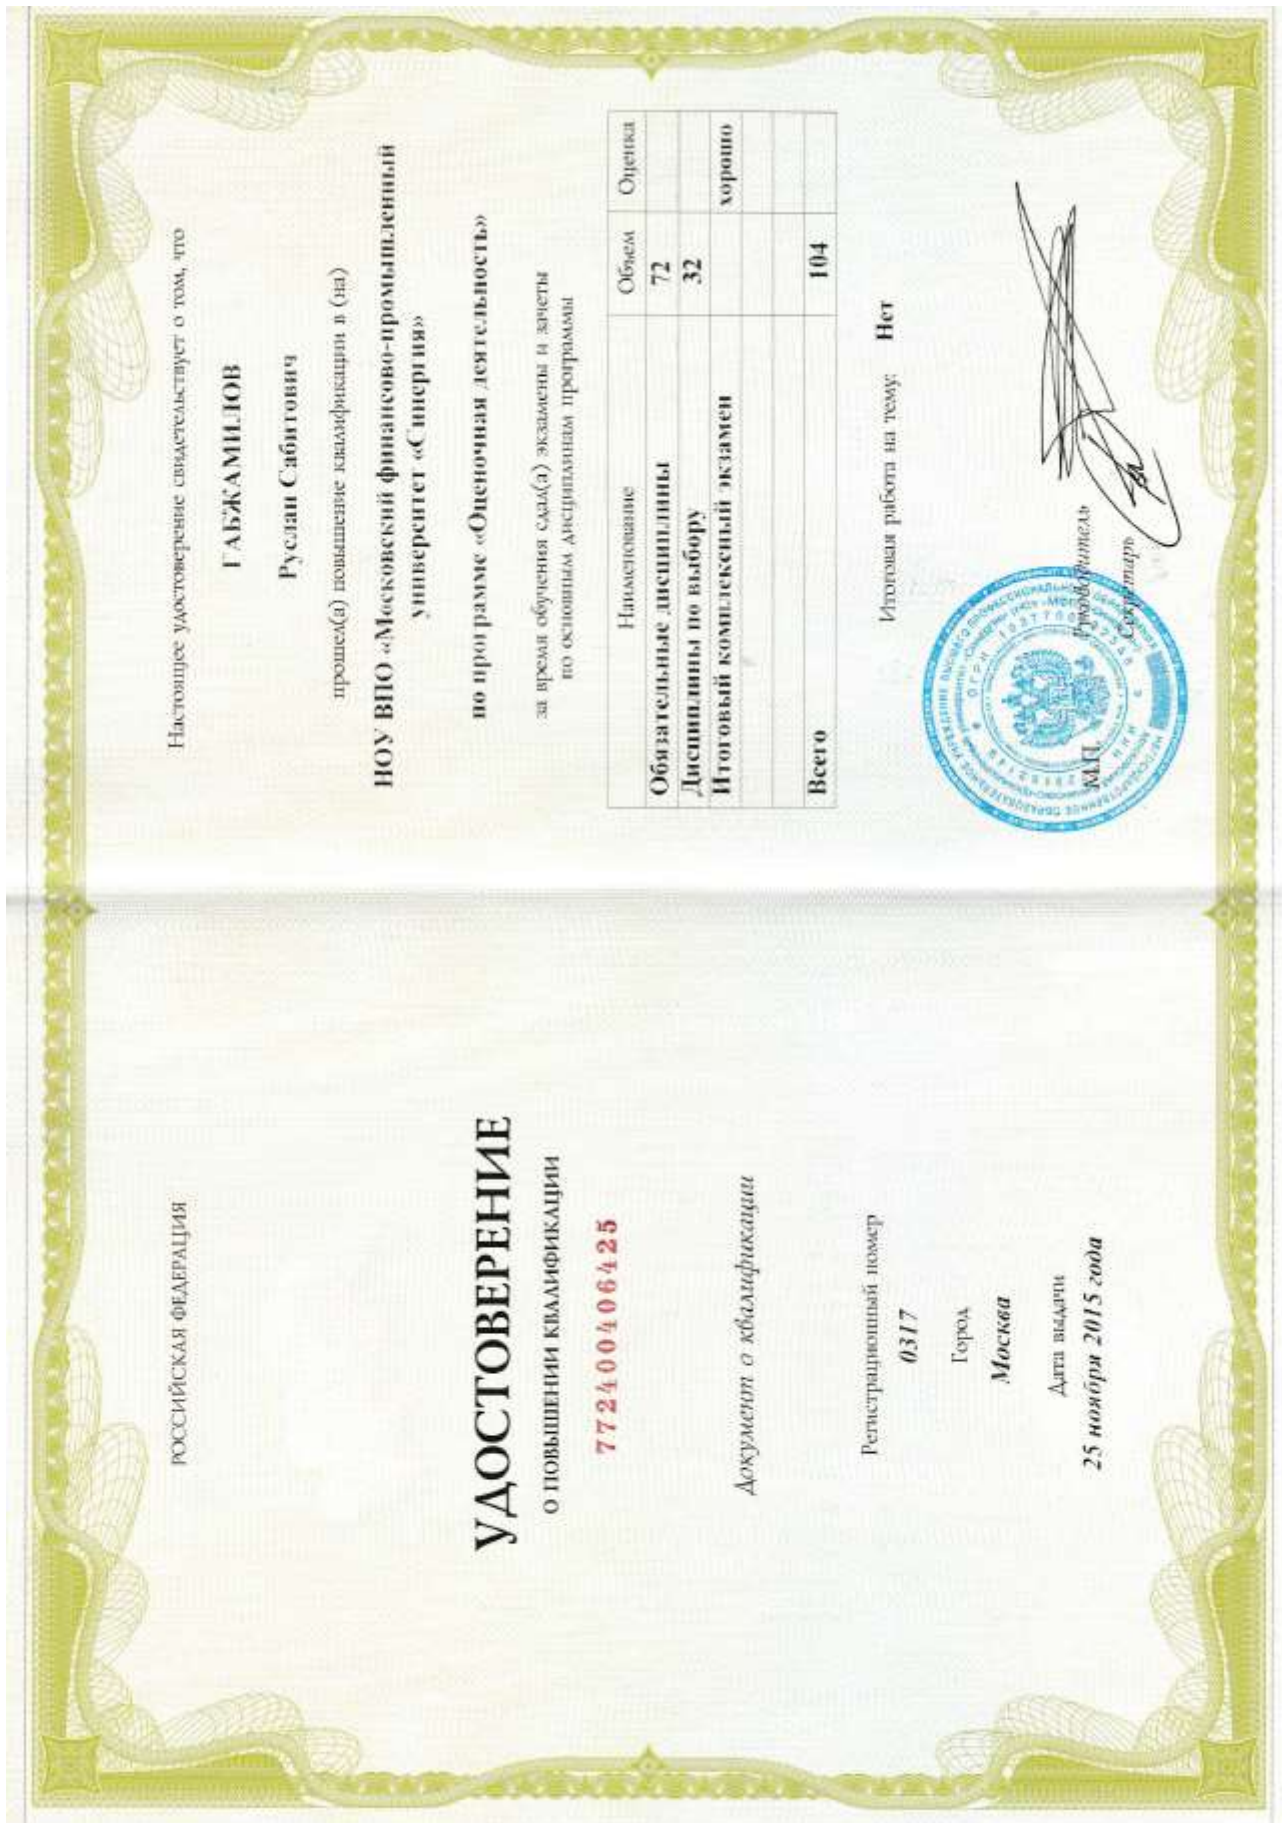 РОССИЙСКАЯ ФЕДЕРАЦИЯ
УДОСТОВЕРЕНИЕ
О ПОВЫШЕНИИ КВАЛИФИКАЦИИ
772400406425
Документ о квалификации
Регистрационный номер
0317
Город
Москва
Дата выдачи
25 ноября 2015 года
Настоящее удостоверение свидетельствует о том, что
ГАБЖАМИЛОВ
Руслан Сабитович
прошел(а) повышение квалификации в (на)
НОУ ВПО «Московский финансово-промышленный
университет «Синергия»
по программе «Оценочная деятельность»
за время обучения сдал(а) экзамены и зачеты
по основным дисциплинам программы
Наименование Объем Оценка
Обязательные дисциплины 72
Дисциплины по выбору 32
Итоговый комплексный экзамен хорошо
Всего 104
Итоговая работа на тему: Нет
Руководитель
М.П. Секретарь